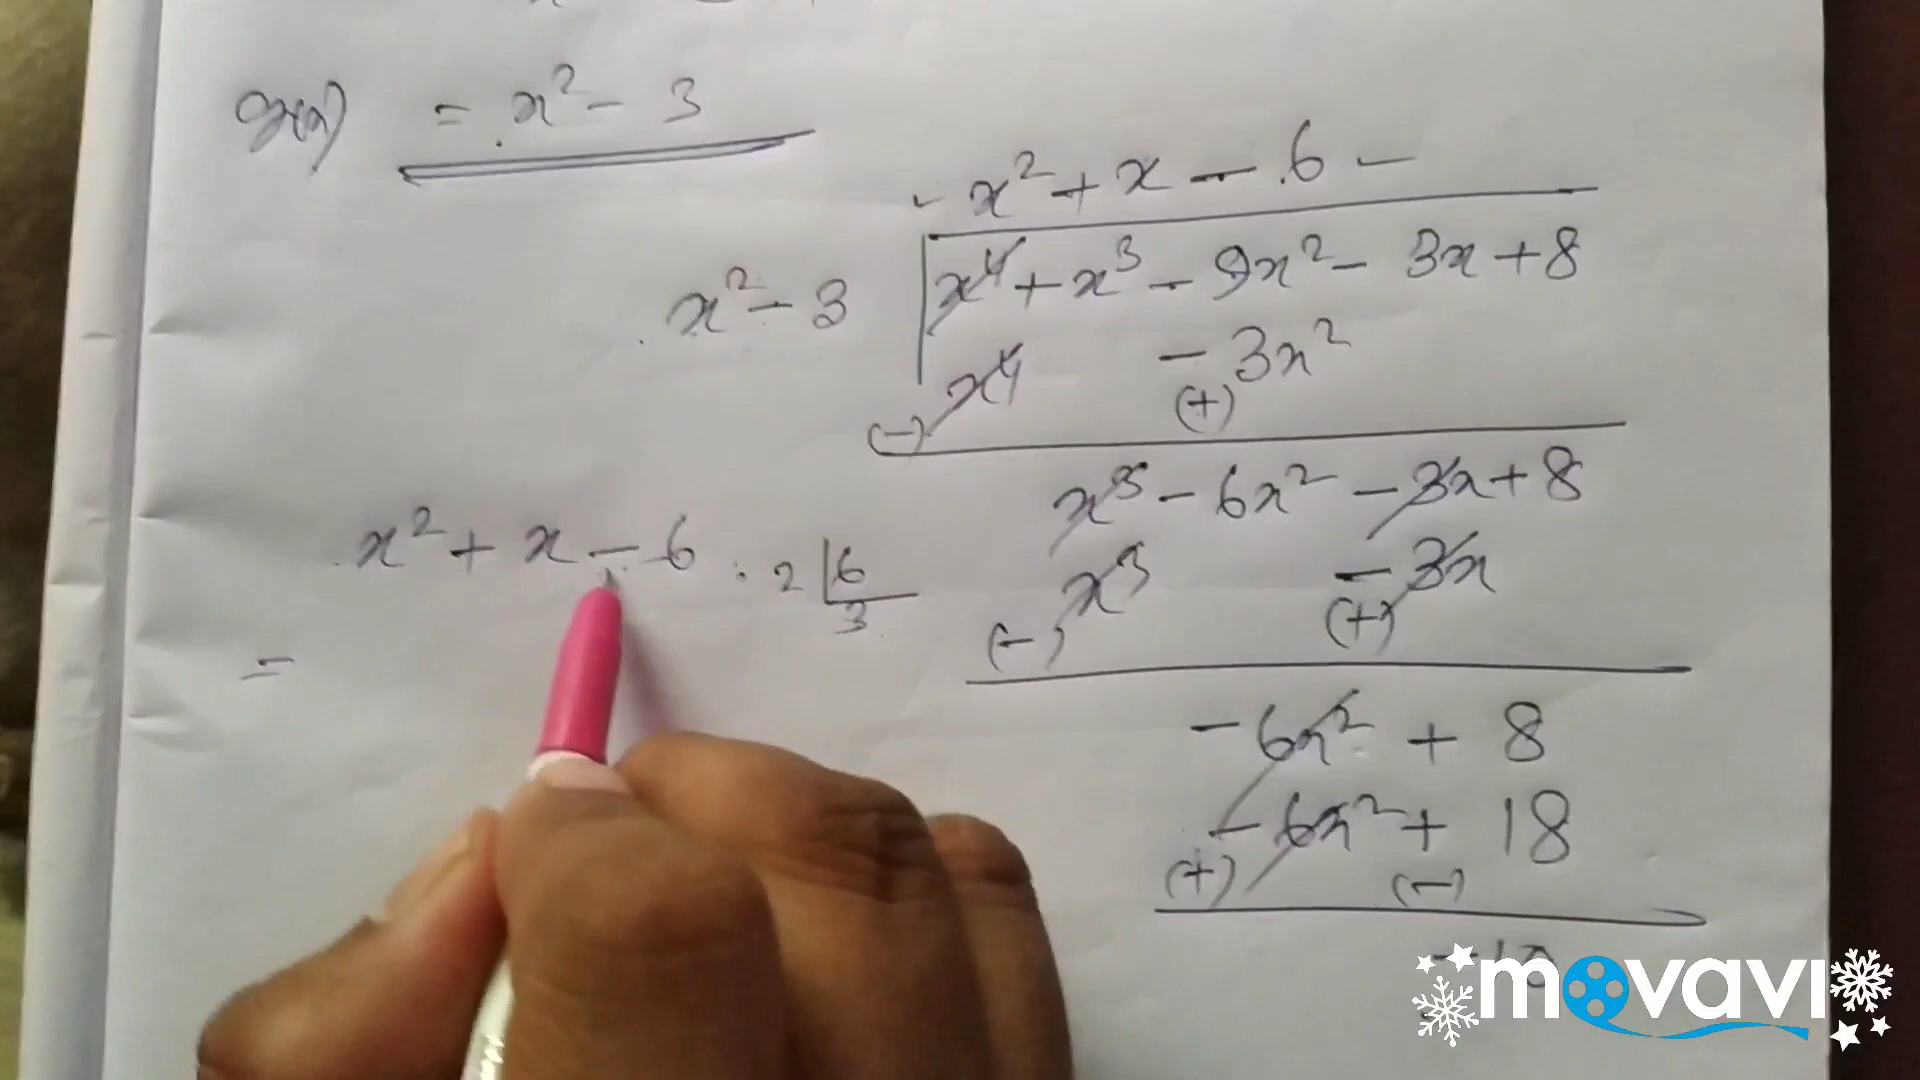 g(x) = x² - 3
x² + x - 6
x² - 3 | x⁴ + x³ - 9x² - 3x + 8
x⁴ - 3x²
(-) (+)
x³ - 6x² - 3x + 8
x³ - 3x
(-) (+)
- 6x² + 8
- 6x² + 18
(+) (-)
- 10
x² + x - 6
2 | 6
3
=
movavi